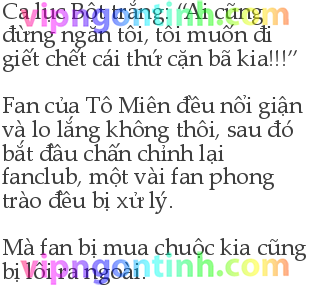 Ca lục Bột trắng: “Ai cũng
đừng ngăn tôi, tôi muốn đi
giết chết cái thứ cặn bã kia!!!”
Fan của Tô Miên đều nổi giận
và lo lắng không thôi, sau đó
bắt đầu chấn chỉnh lại
fanclub, một vài fan phong
trào đều bị xử lý.
Mà fan bị mua chuộc kia cũng
bị lôi ra ngoài.
vipngontinh.com
vipngontinh.com